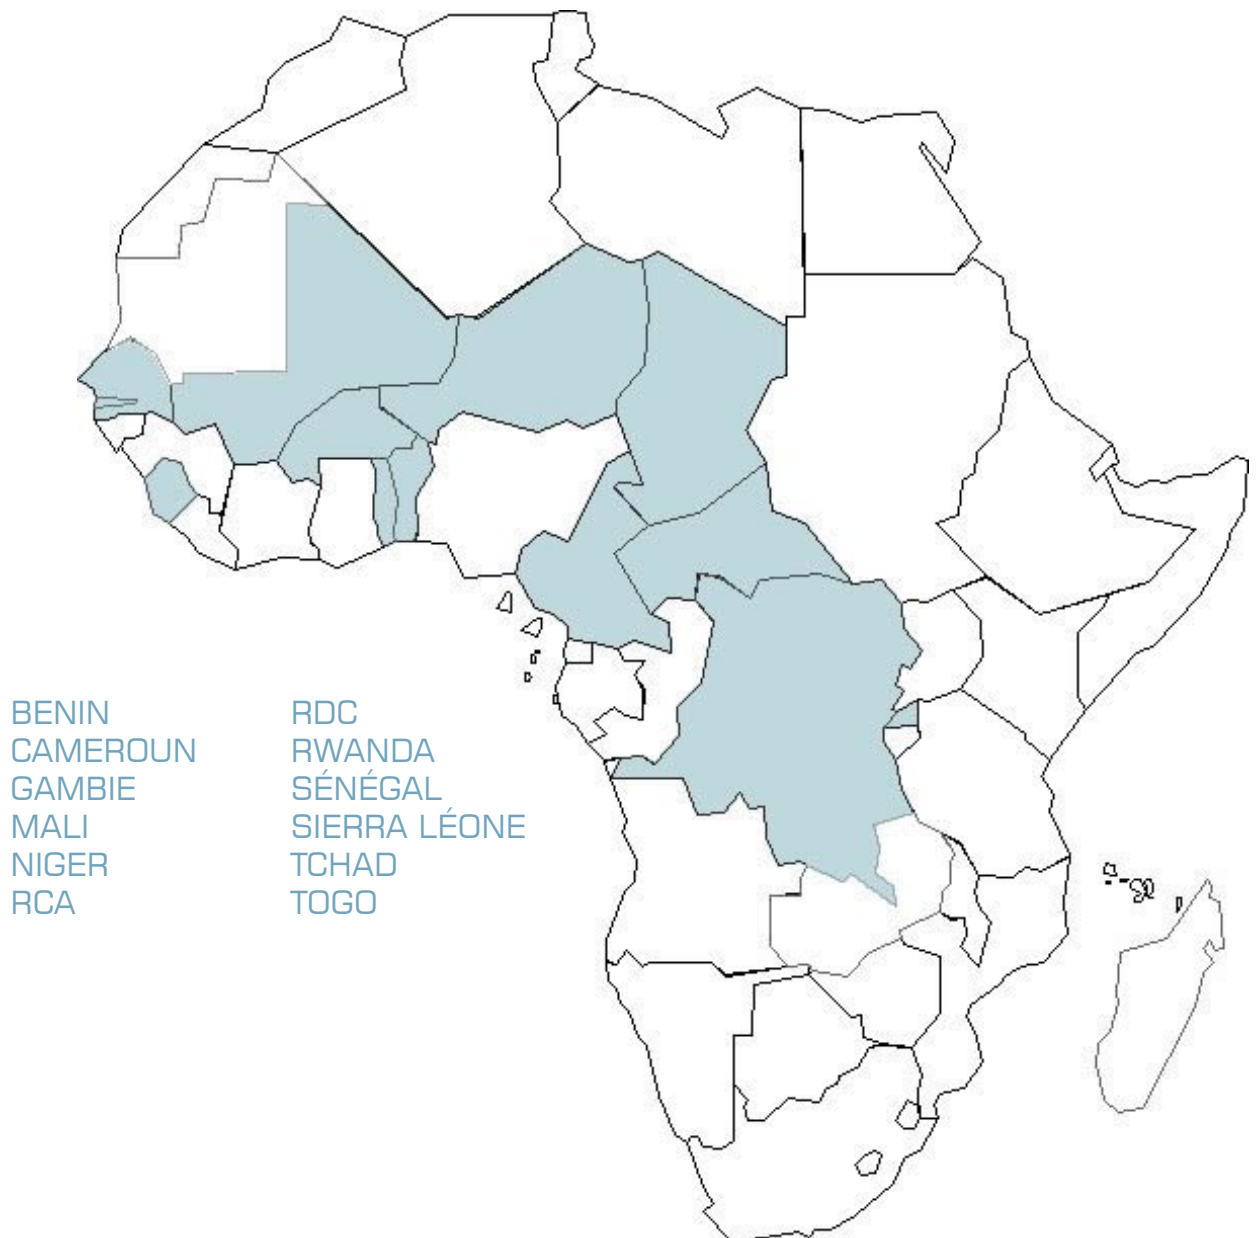 BENIN
CAMEROUN
GAMBIE
MALI
NIGER
RCA
RDC
RWANDA
SÉNÉGAL
SIERRA LÉONE
TCHAD
TOGO